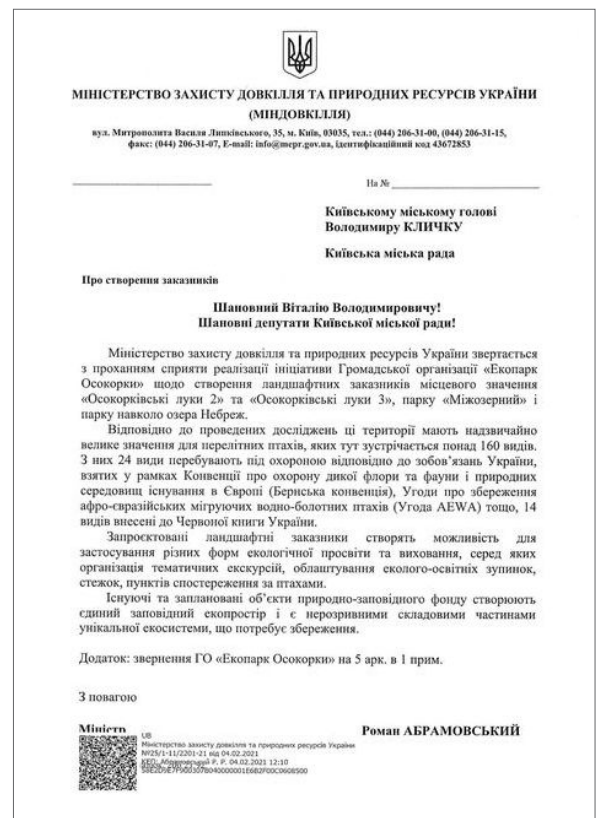 МІНІСТЕРСТВО ЗАХИСТУ ДОВКІЛЛЯ ТА ПРИРОДНИХ РЕСУРСІВ УКРАЇНИ
(МІНДОВКІЛЛЯ)
вул. Митрополита Василя Липківського, 35, м. Київ, 03035, тел.: (044) 206-31-00, (044) 206-31-15,
факс: (044) 206-31-07, E-mail: info@mepr.gov.ua, ідентифікаційний код 43672853
На №
Київському міському голові
Володимиру КЛИЧКУ
Київська міська рада
Про створення заказників
Шановний Віталію Володимировичу!
Шановні депутати Київської міської ради!
Міністерство захисту довкілля та природних ресурсів України звертається
з проханням сприяти реалізації ініціативи Громадської організації «Екопарк
Осокорки» щодо створення ландшафтних заказників місцевого значення
«Осокорківські луки 2» та «Осокорківські луки 3», парку «Міжозерний» і
парку навколо озера Небреж.
Відповідно до проведених досліджень ці території мають надзвичайно
велике значення для перелітних птахів, яких тут зустрічається понад 160 видів.
З них 24 види перебувають під охороною відповідно до зобов’язань України,
взятих у рамках Конвенції про охорону дикої флори та фауни і природних
середовищ існування в Європі (Бернська конвенція), Угоди про збереження
афро-євразійських мігруючих водно-болотних птахів (Угода AEWA) тощо, 14
видів внесені до Червоної книги України.
Запроєктовані ландшафтні заказники створять можливість для
застосування різних форм екологічної просвіти та виховання, серед яких
організація тематичних екскурсій, облаштування еколого-освітніх зупинок,
стежок, пунктів спостереження за птахами.
Існуючі та заплановані об’єкти природно-заповідного фонду створюють
єдиний заповідний екопростір і є нерозривними складовими частинами
унікальної екосистеми, що потребує збереження.
Додаток: звернення ГО «Екопарк Осокорки» на 5 арк. в 1 прим.
З повагою
Міністр Роман АБРАМОВСЬКИЙ
UB
Міністерство захисту довкілля та природних ресурсів України
№25/1-11/2201-21 від 04.02.2021
КЕП: Абрамовський Р. Р. 04.02.2021 12:10